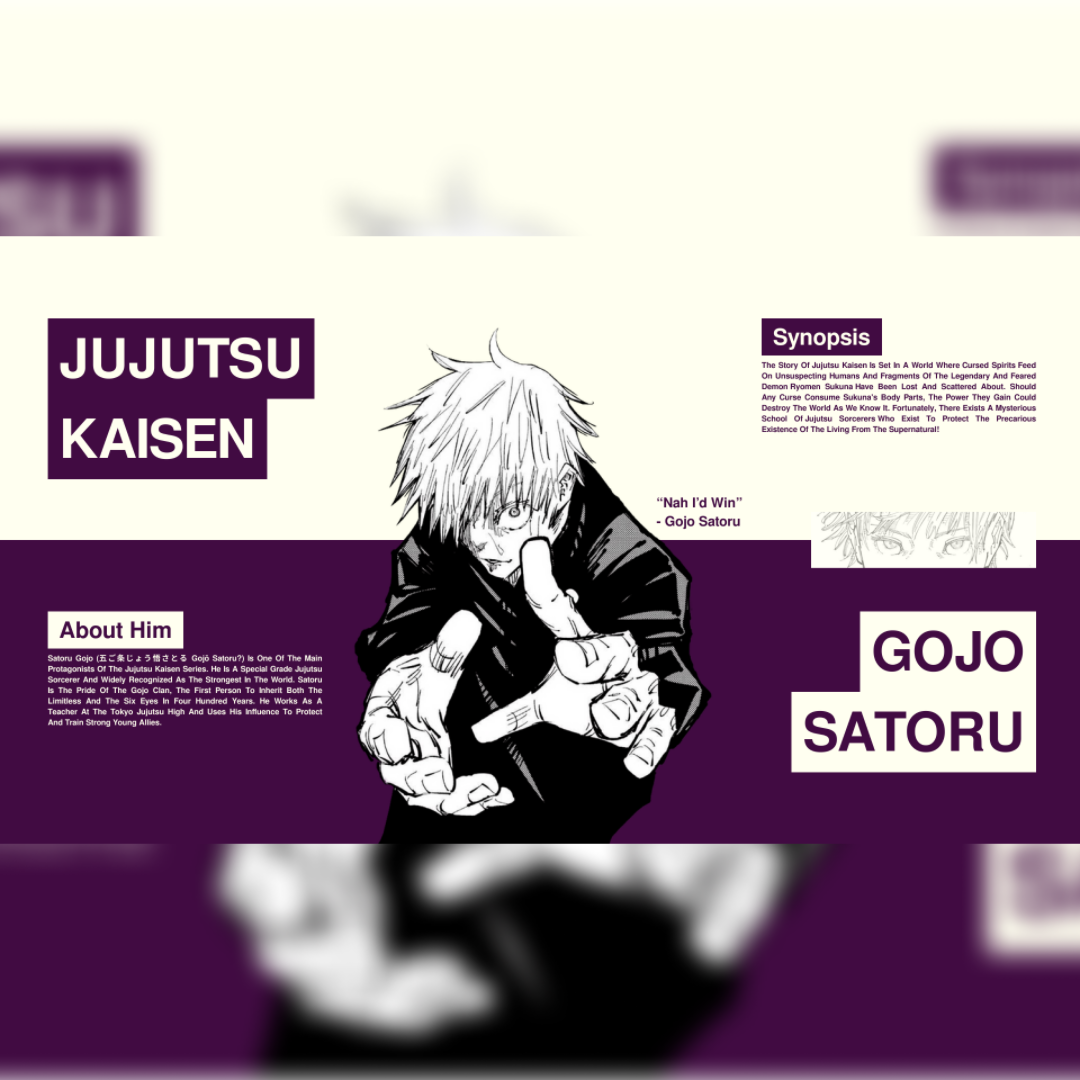 JUJUTSU
KAISEN
Synopsis
The Story Of Jujutsu Kaisen Is Set In A World Where Cursed Spirits Feed
On Unsuspecting Humans And Fragments Of The Legendary And Feared
Demon Ryomen Sukuna Have Been Lost And Scattered About. Should
Any Curse Consume Sukuna's Body Parts, The Power They Gain Could
Destroy The World As We Know It. Fortunately, There Exists A Mysterious
School Of Jujutsu Sorcerers Who Exist To Protect The Precarious
Existence Of The Living From The Supernatural!
“Nah I'd Win”
- Gojo Satoru
About Him
Satoru Gojo (五ご条じょう悟さとる Gojō Satoru?) Is One Of The Main
Protagonists Of The Jujutsu Kaisen Series. He Is A Special Grade Jujutsu
Sorcerer And Widely Recognized As The Strongest In The World. Satoru
Is The Pride Of The Gojo Clan, The First Person To Inherit Both The
Limitless And The Six Eyes In Four Hundred Years. He Works As A
Teacher At The Tokyo Jujutsu High And Uses His Influence To Protect
And Train Strong Young Allies.
GOJO
SATORU